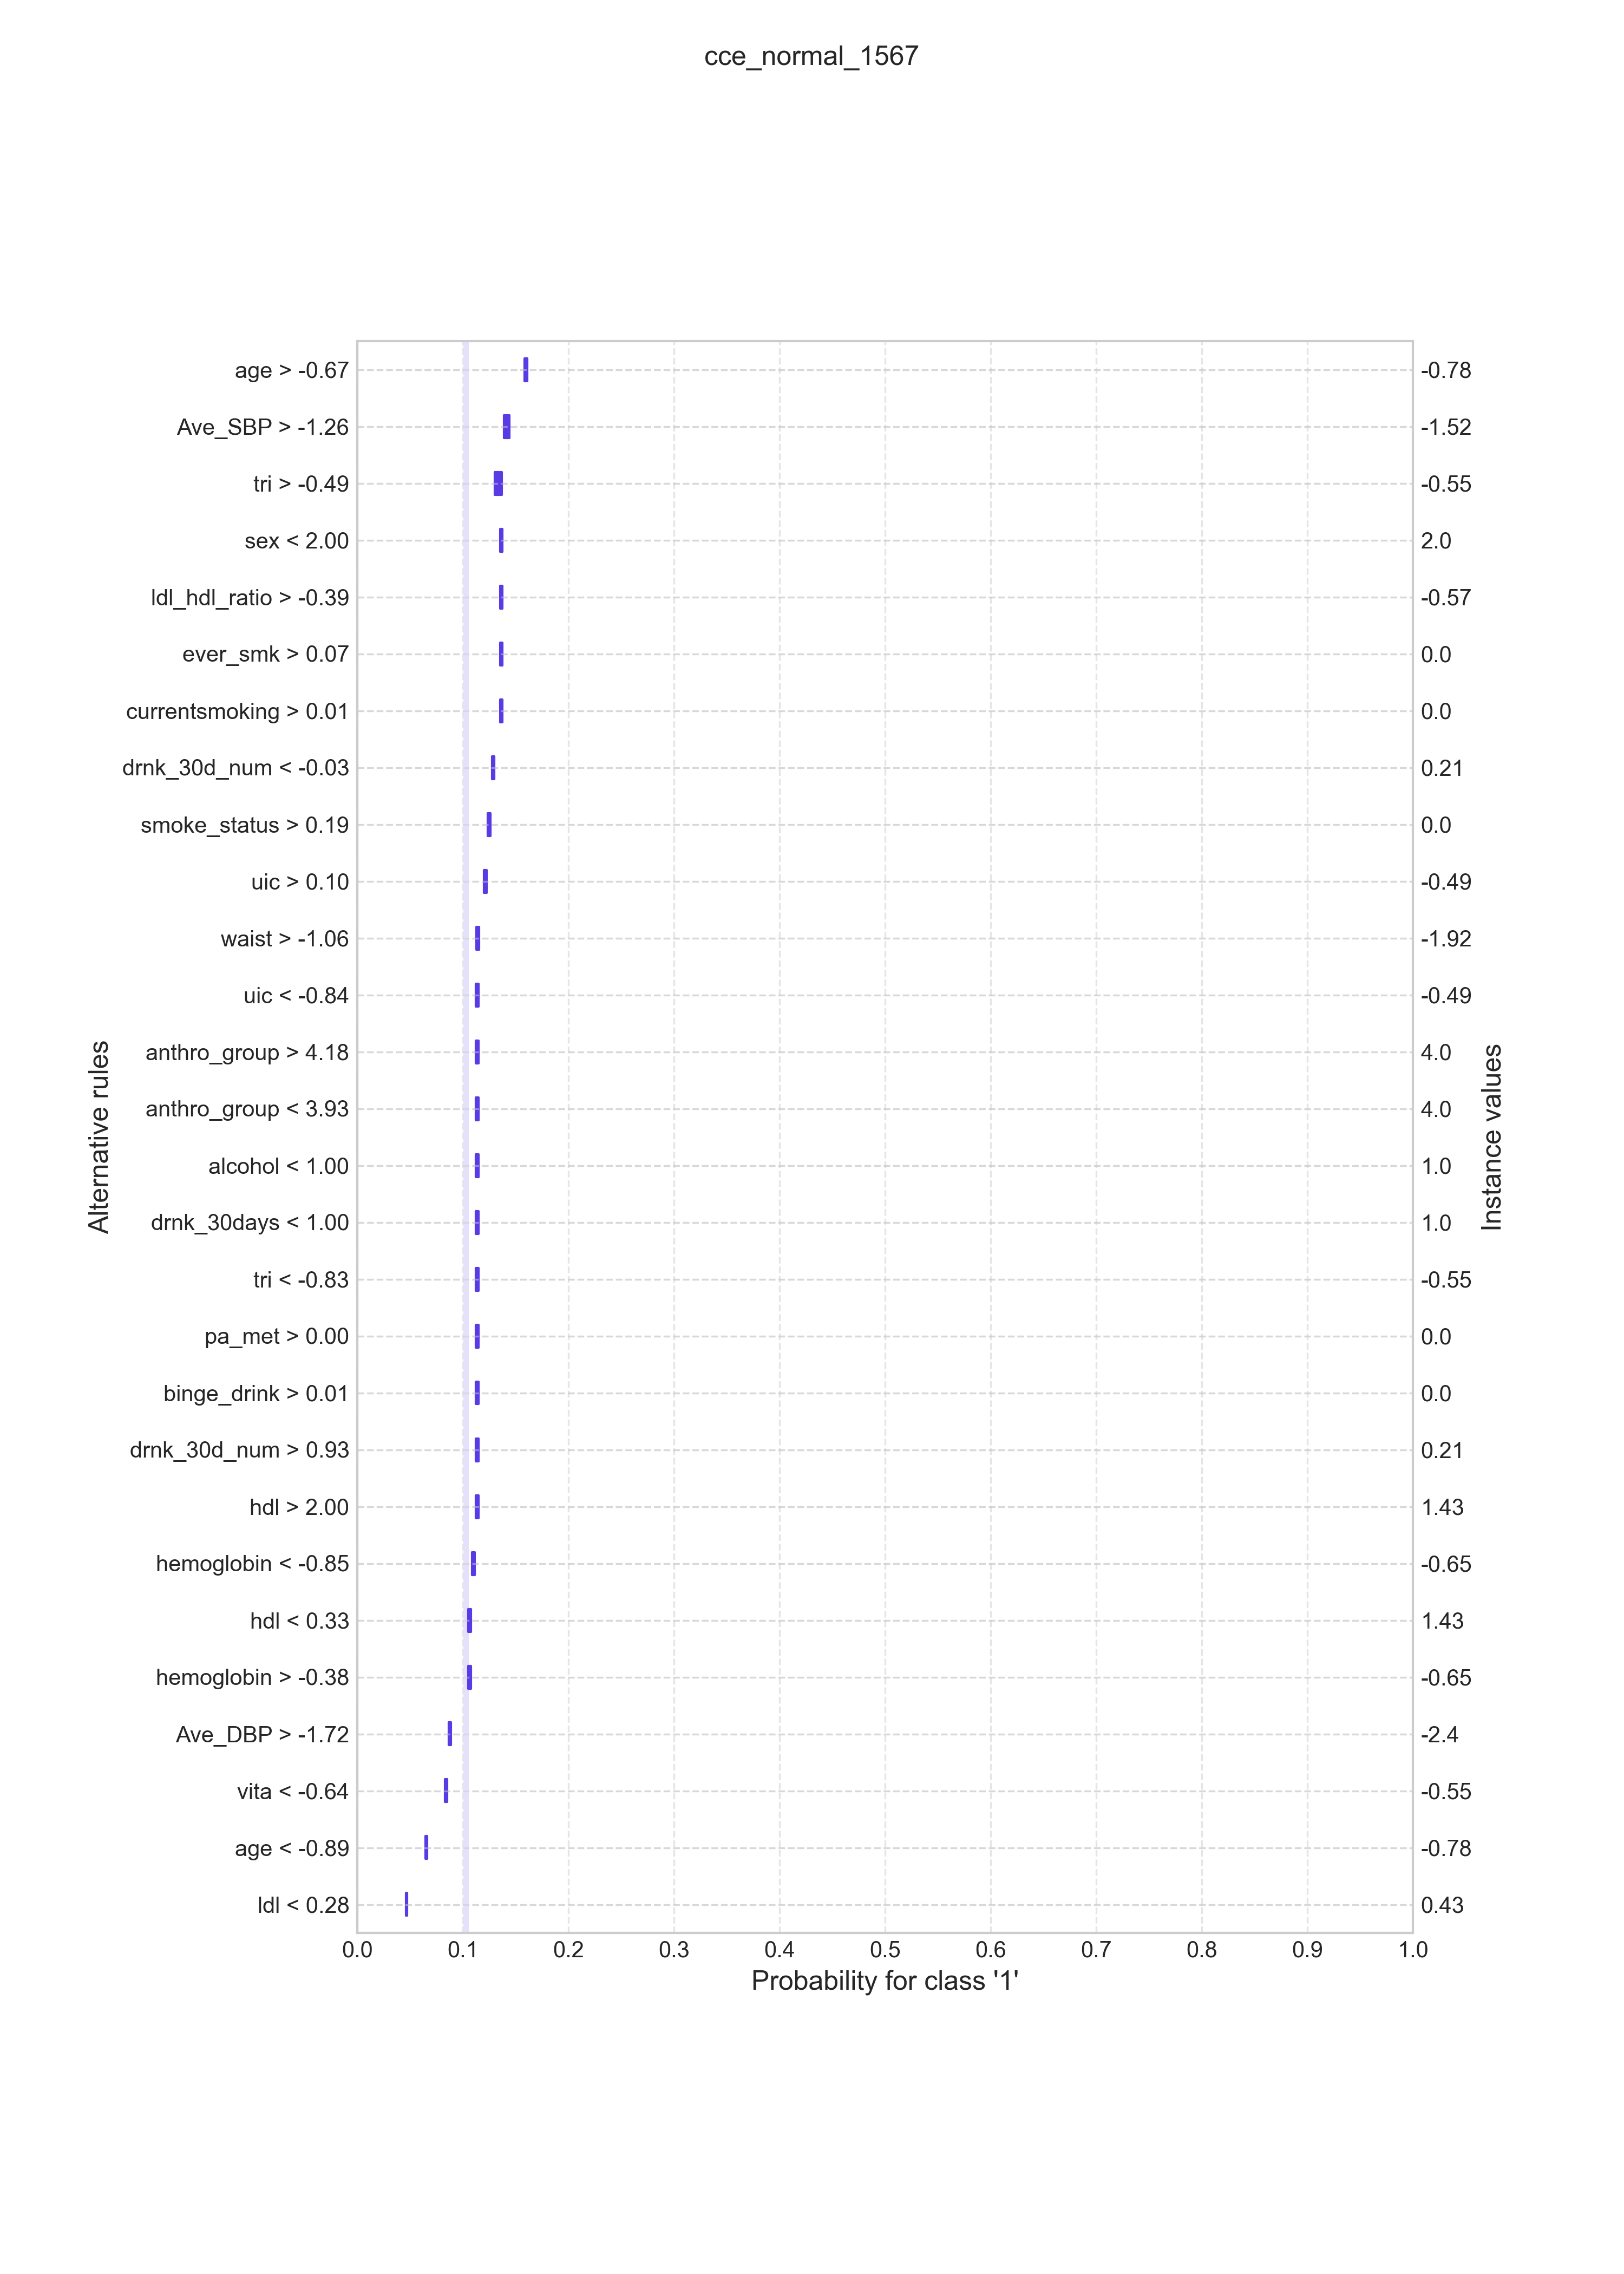 cce_normal_1567
age > -0.67 -0.78
Ave_SBP > -1.26 -1.52
tri > -0.49 -0.55
sex < 2.00 2.0
ldl_hdl_ratio > -0.39 -0.57
ever_smk > 0.07 0.0
currentsmoking > 0.01 0.0
drnk_30d_num < -0.03 0.21
smoke_status > 0.19 0.0
uic > 0.10 -0.49
waist > -1.06 -1.92
uic < -0.84 -0.49
anthro_group > 4.18 4.0
anthro_group < 3.93 4.0
alcohol < 1.00 1.0
drnk_30days < 1.00 1.0
tri < -0.83 -0.55
pa_met > 0.00 0.0
binge_drink > 0.01 0.0
drnk_30d_num > 0.93 0.21
hdl > 2.00 1.43
hemoglobin < -0.85 -0.65
hdl < 0.33 1.43
hemoglobin > -0.38 -0.65
Ave_DBP > -1.72 -2.4
vita < -0.64 -0.55
age < -0.89 -0.78
ldl < 0.28 0.43
Alternative rules
Instance values
0.0 0.1 0.2 0.3 0.4 0.5 0.6 0.7 0.8 0.9 1.0
Probability for class '1'